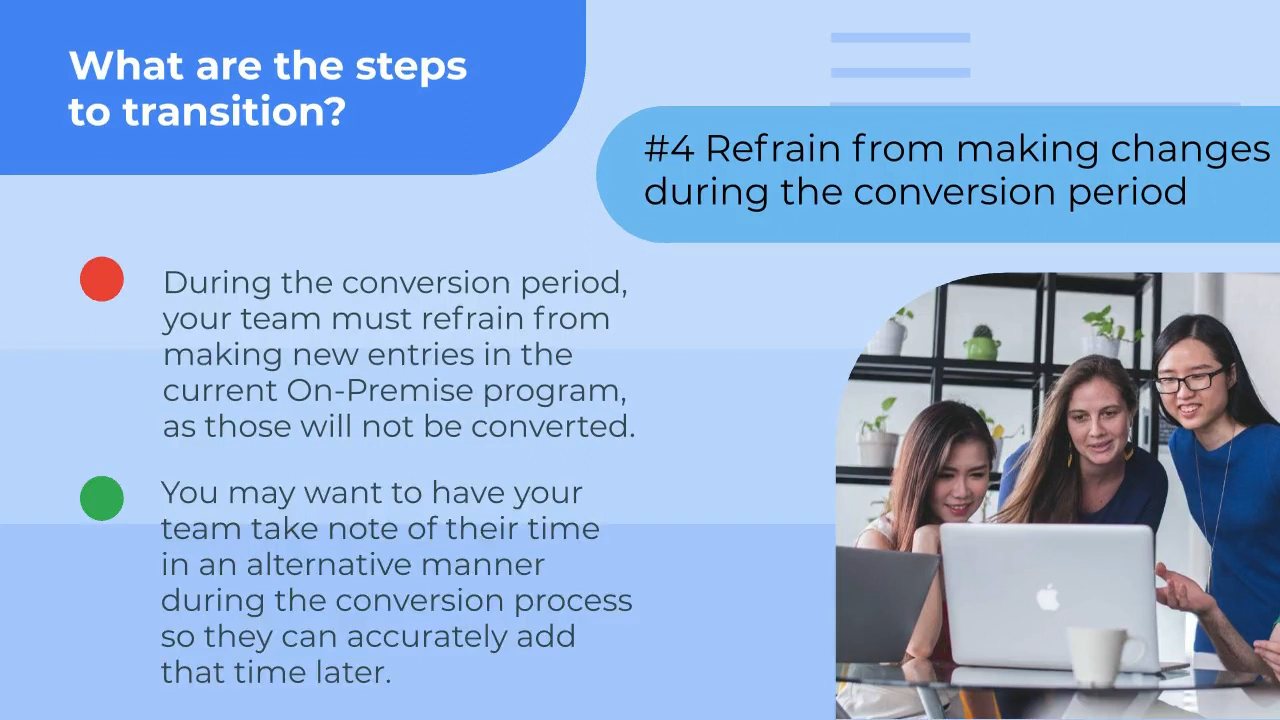 What are the steps
to transition?
#4 Refrain from making changes
during the conversion period
During the conversion period,
your team must refrain from
making new entries in the
current On-Premise program,
as those will not be converted.
You may want to have your
team take note of their time
in an alternative manner
during the conversion process
so they can accurately add
that time later.